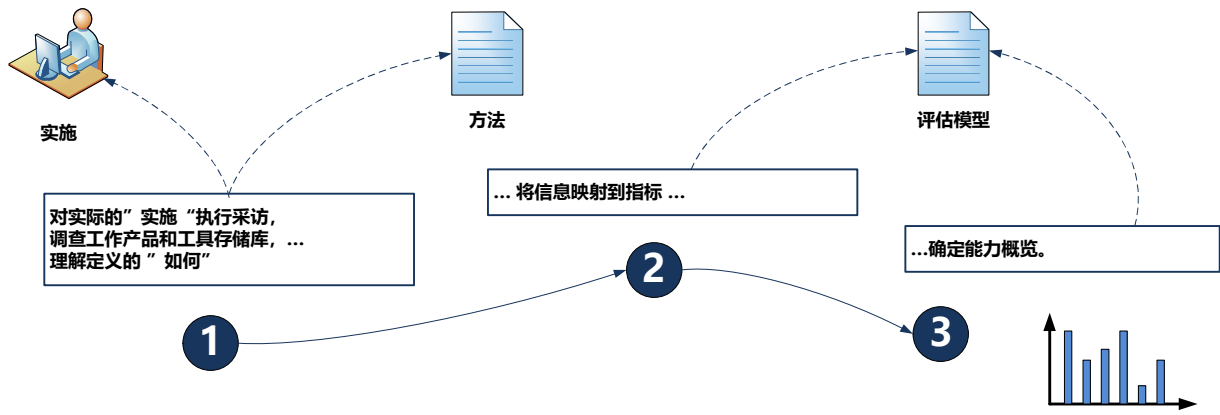 实施
方法
评估模型
对实际的”实施“执行采访,
调查工作产品和工具存储库，...
理解定义的 ”如何”
... 将信息映射到指标 ...
...确定能力概览。
1
2
3